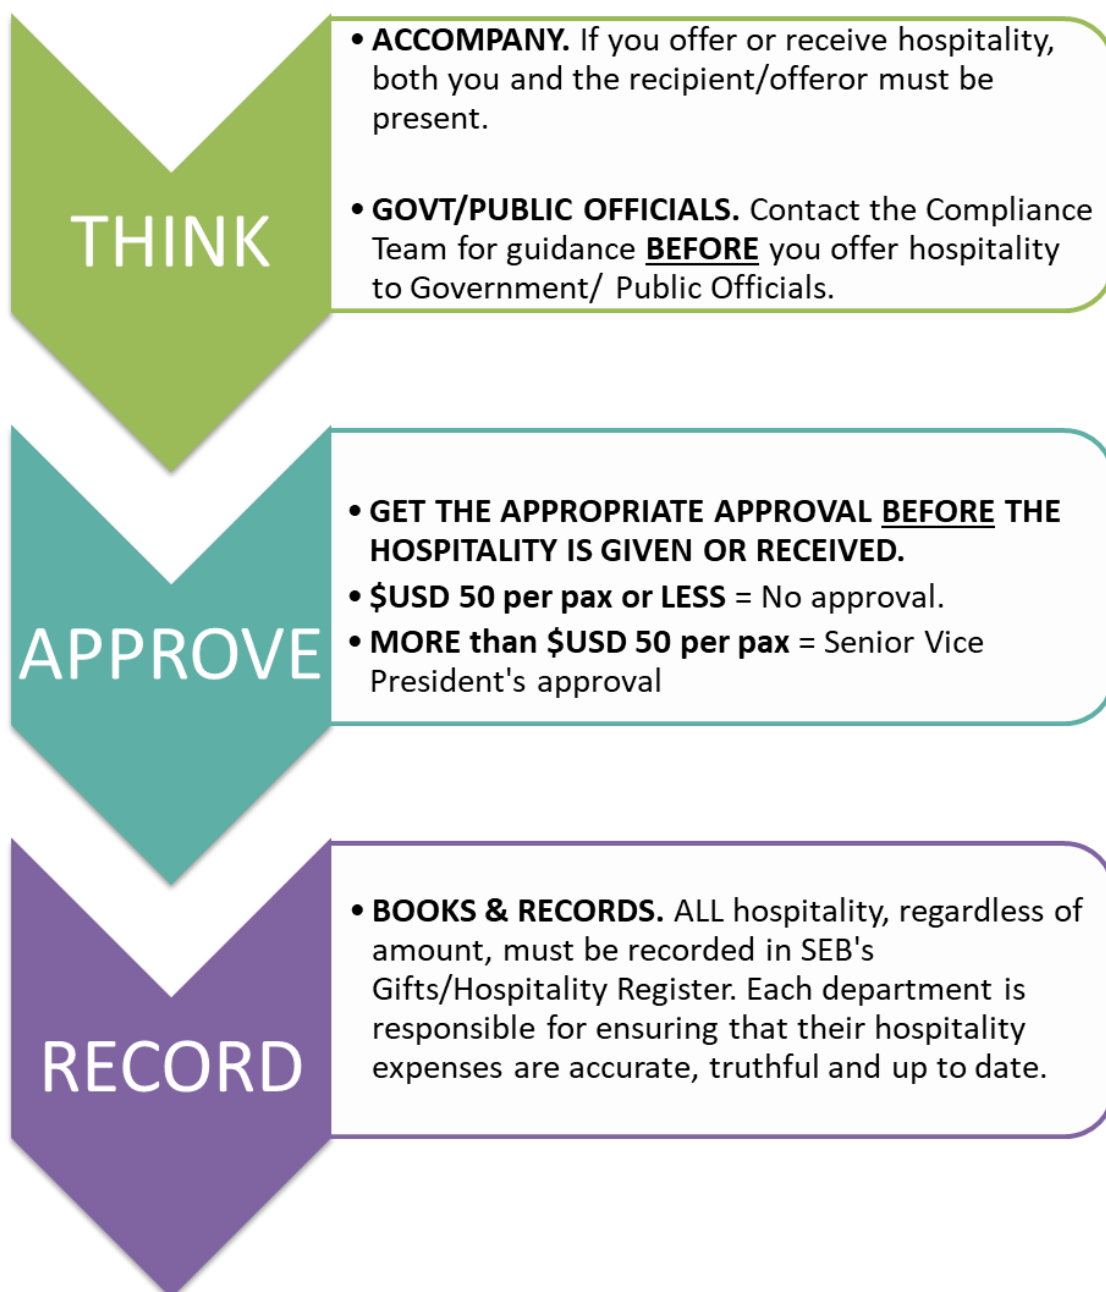 THINK
• ACCOMPANY. If you offer or receive hospitality,
both you and the recipient/offeror must be
present.
• GOVT/PUBLIC OFFICIALS. Contact the Compliance
Team for guidance BEFORE you offer hospitality
to Government/ Public Officials.
APPROVE
• GET THE APPROPRIATE APPROVAL BEFORE THE
HOSPITALITY IS GIVEN OR RECEIVED.
• $USD 50 per pax or LESS = No approval.
• MORE than $USD 50 per pax = Senior Vice
President's approval
RECORD
• BOOKS & RECORDS. ALL hospitality, regardless of
amount, must be recorded in SEB's
Gifts/Hospitality Register. Each department is
responsible for ensuring that their hospitality
expenses are accurate, truthful and up to date.